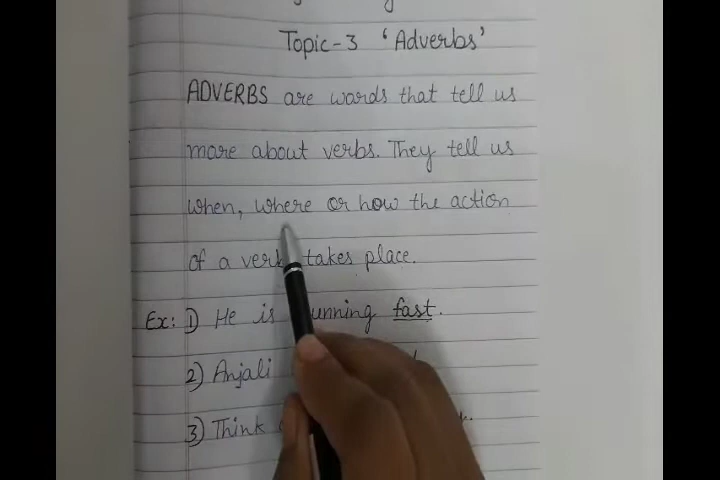 Topic-3 'Adverbs'
ADVERBS are words that tell us
more about verbs. They tell us
when, where or how the action
of a verb takes place.
Ex: 1) He is running fast.
2) Anjali
3) Think